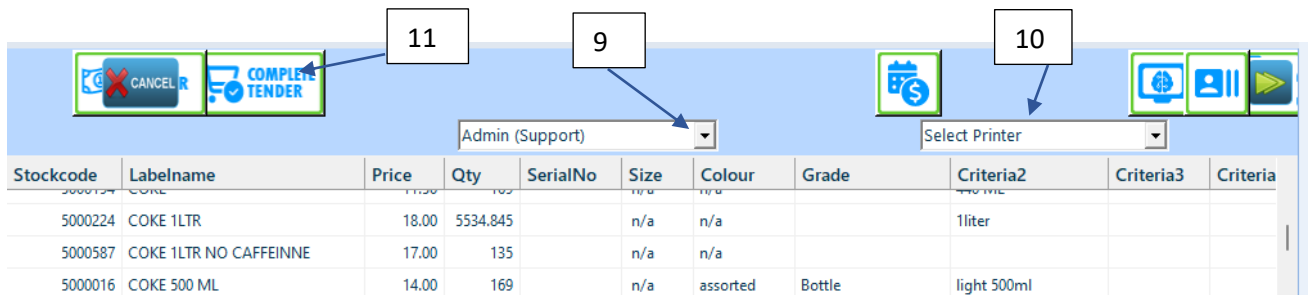 11 9 10
CANCEL R COMPLETE
TENDER
Admin (Support) Select Printer
Stockcode Labelname Price Qty SerialNo Size Colour Grade Criteria2 Criteria3 Criteria
5000224 COKE 1LTR 18.00 5534.845 n/a n/a 1liter
5000587 COKE 1LTR NO CAFFEINNE 17.00 135 n/a n/a
5000016 COKE 500 ML 14.00 169 n/a assorted Bottle light 500ml